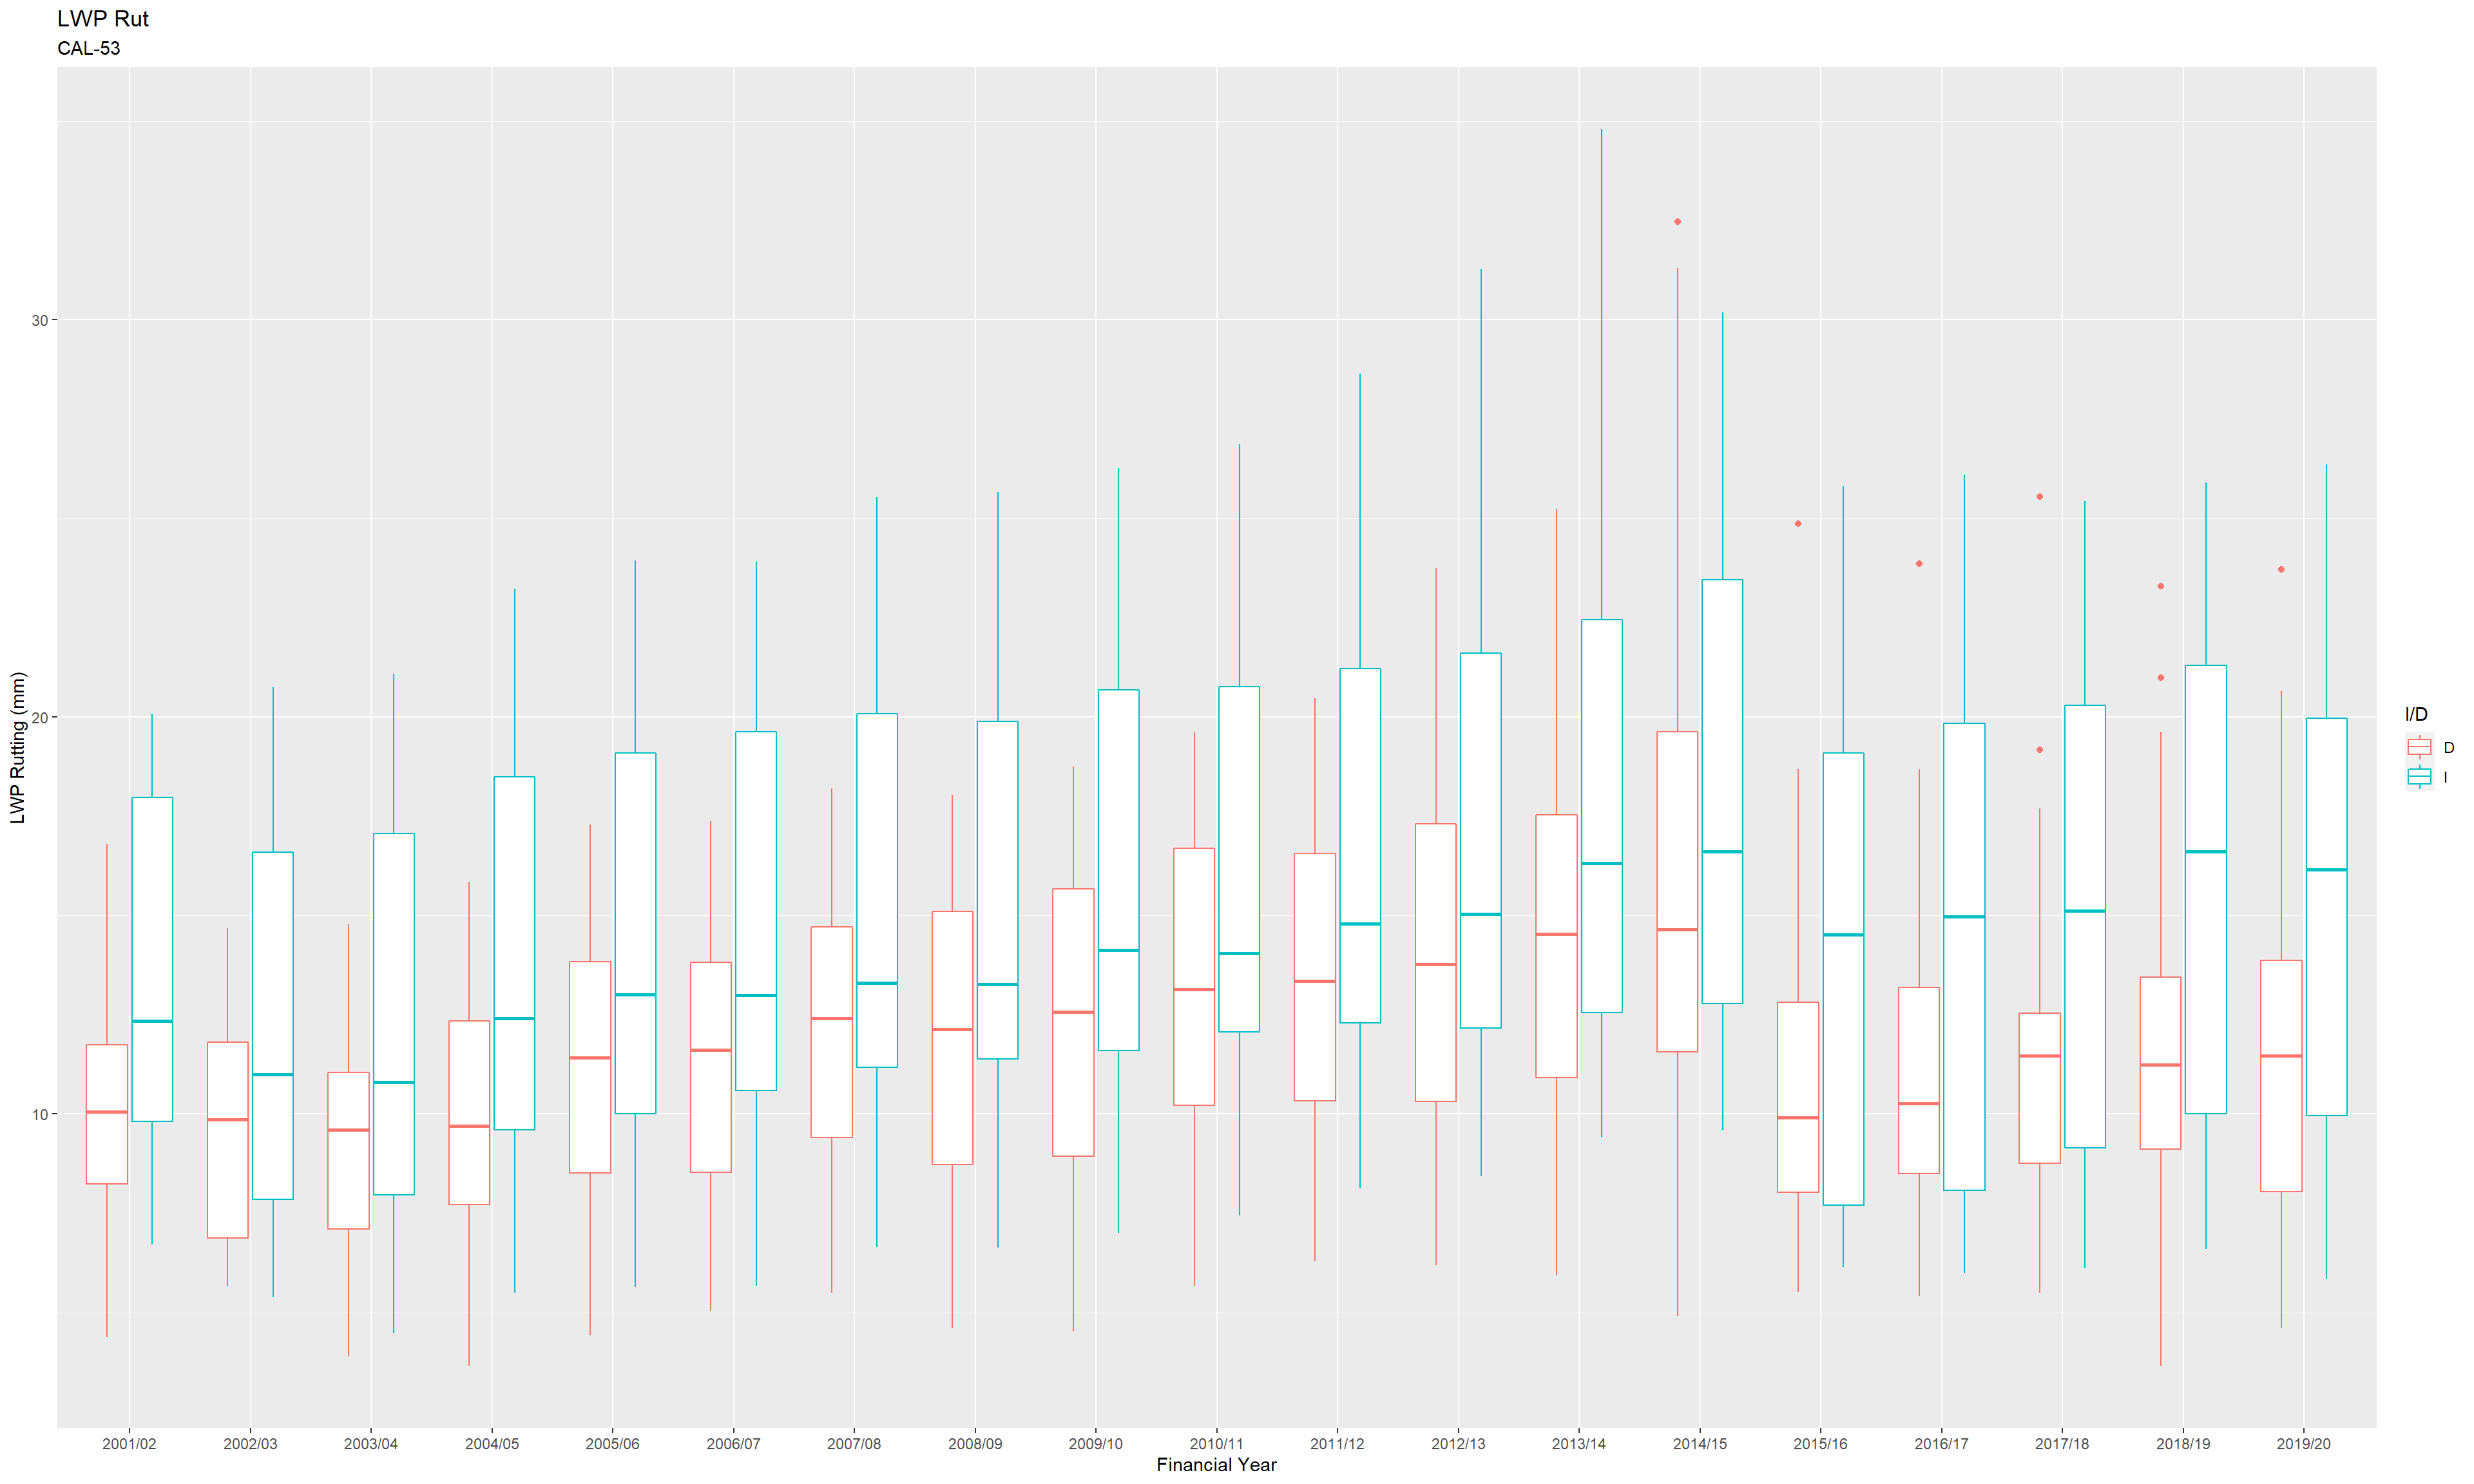 LWP Rut
CAL-53
LWP Rutting (mm)
30
20
10
2001/02 2002/03 2003/04 2004/05 2005/06 2006/07 2007/08 2008/09 2009/10 2010/11 2011/12 2012/13 2013/14 2014/15 2015/16 2016/17 2017/18 2018/19 2019/20
Financial Year
I/D
D
I